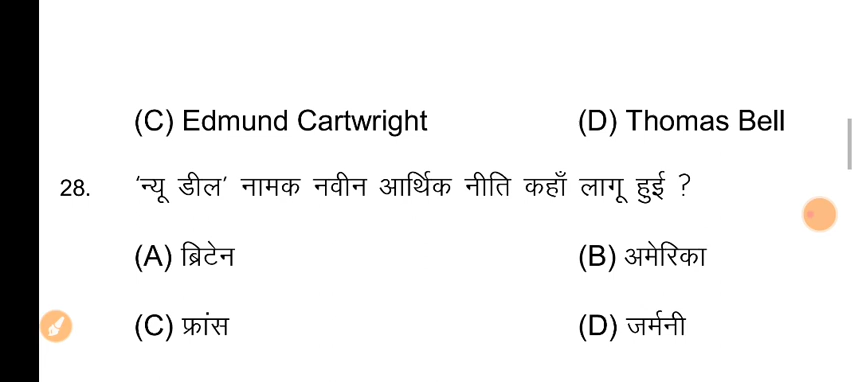 (C) Edmund Cartwright (D) Thomas Bell
28. ‘न्यू डील’ नामक नवीन आर्थिक नीति कहाँ लागू हुई ?
(A) ब्रिटेन (B) अमेरिका
(C) फ्रांस (D) जर्मनी